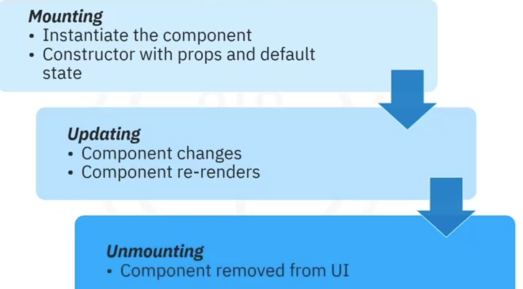 Mounting
• Instantiate the component
• Constructor with props and default
state
Updating
• Component changes
• Component re-renders
Unmounting
• Component removed from UI